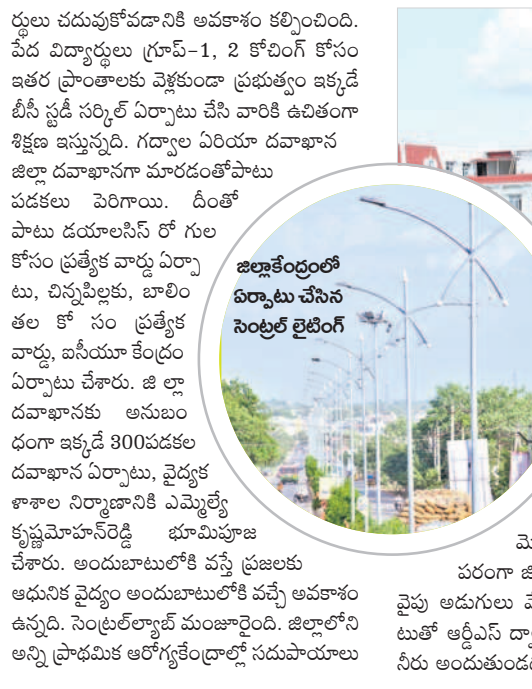 ర్థులు చదువుకోవడానికి అవకాశం కల్పించింది.
పేద విద్యార్థులు గ్రూప్-1, 2 కోచింగ్ కోసం
ఇతర ప్రాంతాలకు వెళ్లకుండా ప్రభుత్వం ఇక్కడే
బీసీ స్టడీ సర్కిల్ ఏర్పాటు చేసి వారికి ఉచితంగా
శిక్షణ ఇస్తున్నది. గద్వాల ఏరియా దవాఖాన
జిల్లా దవాఖానగా మారడంతోపాటు
పడకలు పెరిగాయి. దీంతో
పాటు డయాలసిస్ రో గుల
కోసం ప్రత్యేక వార్డు ఏర్పా
టు, చిన్నపిల్లకు, బాలిం
తల కో సం ప్రత్యేక
వార్డు, ఐసీయూ కేంద్రం
ఏర్పాటు చేశారు. జి ల్లా
దవాఖానకు అనుబం
ధంగా ఇక్కడే 300పడకల
దవాఖాన ఏర్పాటు, వైద్యక
ళాశాల నిర్మాణానికి ఎమ్మెల్యే
కృష్ణమోహన్‌రెడ్డి భూమిపూజ
చేశారు. అందుబాటులోకి వస్తే ప్రజలకు
ఆధునిక వైద్యం అందుబాటులోకి వచ్చే అవకాశం
ఉన్నది. సెంట్రల్‌ల్యాబ్ మంజూరైంది. జిల్లాలోని
అన్ని ప్రాథమిక ఆరోగ్యకేంద్రాల్లో సదుపాయాలు
జిల్లాకేంద్రంలో
ఏర్పాటు చేసిన
సెంట్రల్ లైటింగ్
పరంగా
వైపు అడుగులు
టుతో ఆర్డీఎస్
నీరు